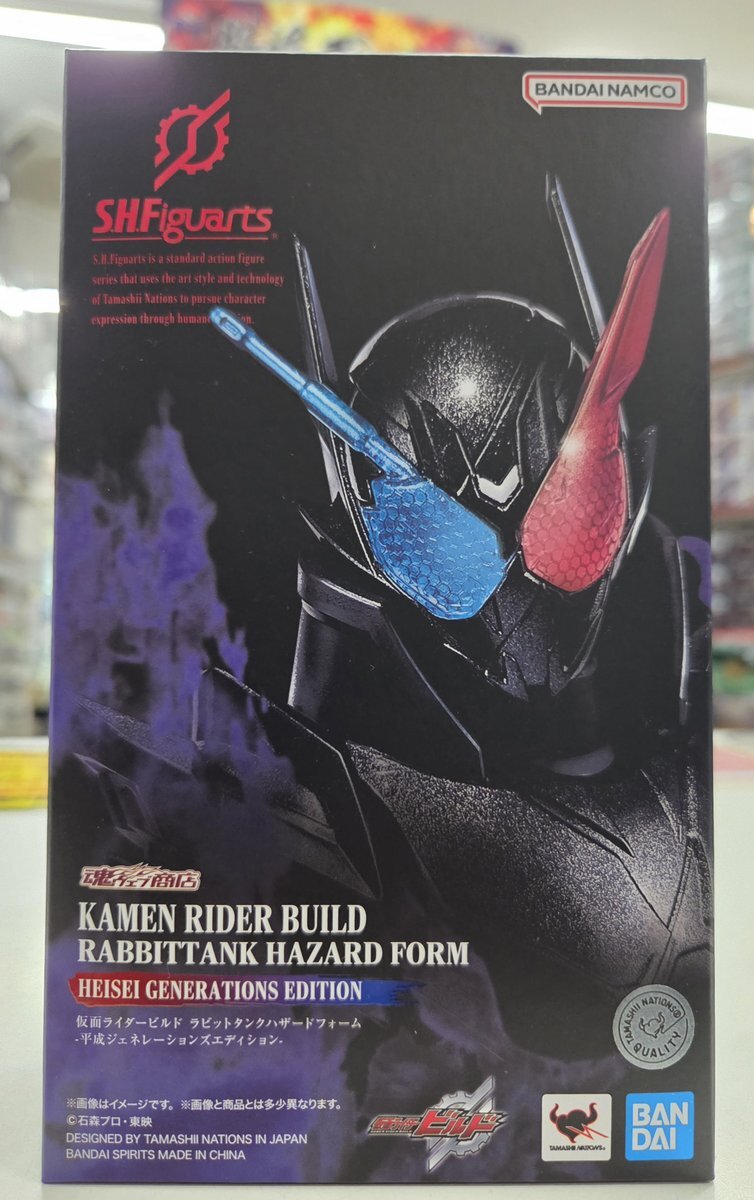 BANDAI NAMCO
S.H.Figuarts
S.H.Figuarts is a standard action figure
series that uses the art style and technology
of Tamashii Nations to pursue character
expression through human
魂ウェブ商店
KAMEN RIDER BUILD
RABBITTANK HAZARD FORM
HEISEI GENERATIONS EDITION
仮面ライダービルド ラビットタンクハザードフォーム
-平成ジェネレーションズエディション-
TAMASHII NATIONS
QUALITY
※画像はイメージです。※画像と商品とは多少異なります。
©石森プロ・東映
DESIGNED BY TAMASHII NATIONS IN JAPAN
BANDAI SPIRITS MADE IN CHINA
仮面ライダービルド
TAMASHII NATIONS
BAN
DAI